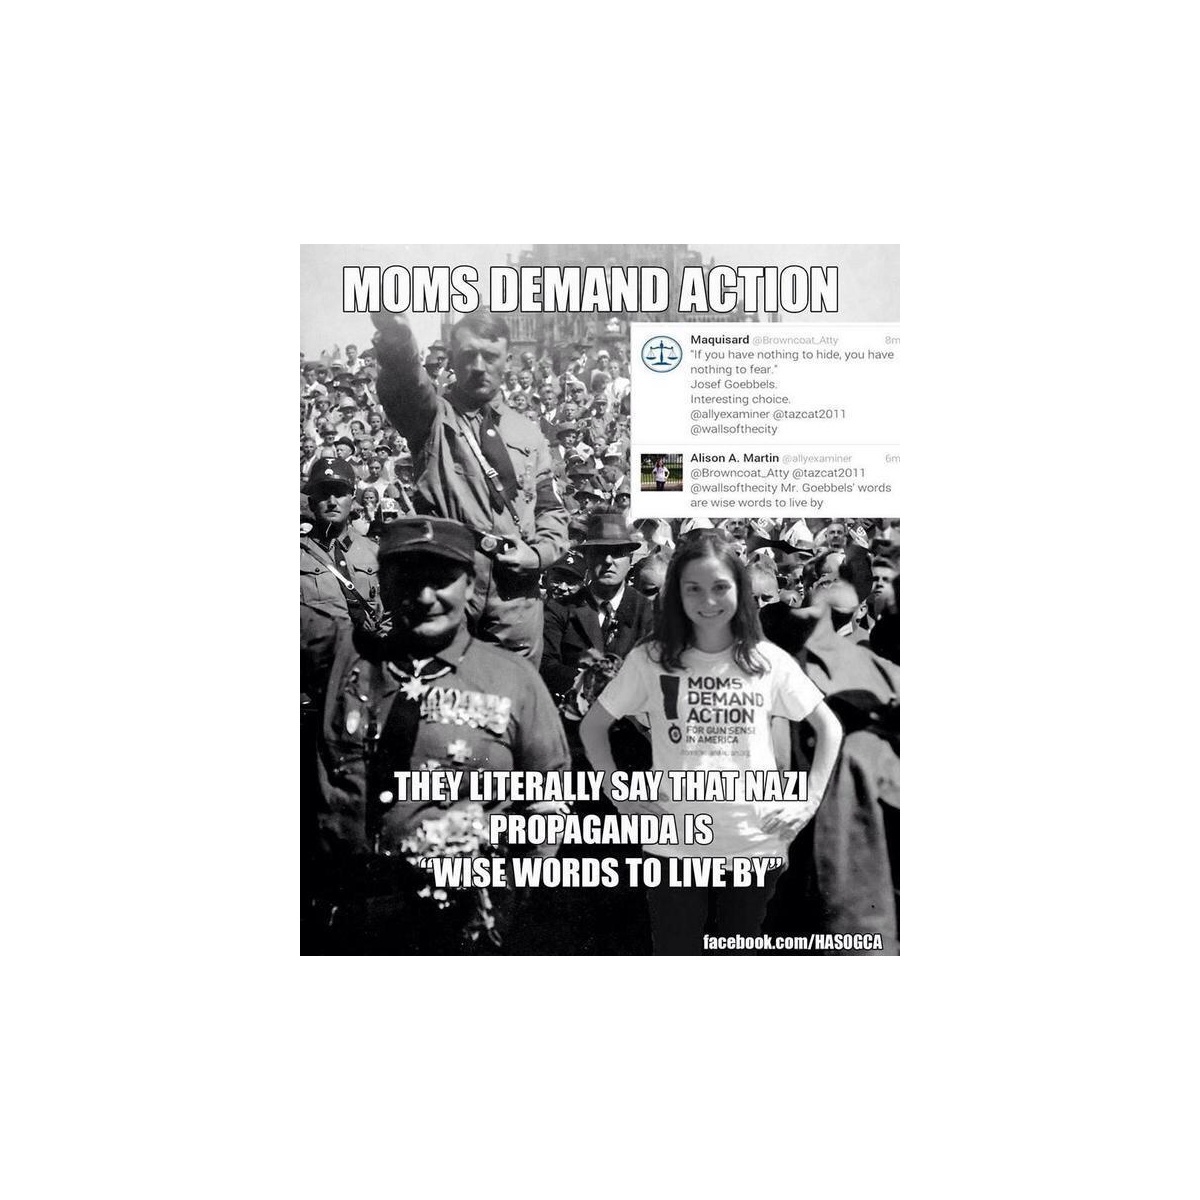 MOMS DEMAND ACTION
Maquisard @Browncoat_Atty 8m
"If you have nothing to hide, you have
nothing to fear."
Josef Goebbels.
Interesting choice.
@allyexaminer @tazcat2011
@wallsofthecity
Alison A. Martin @allyexaminer 6m
@Browncoat_Atty @tazcat2011
@wallsofthecity Mr. Goebbels' words
are wise words to live by
MOMS
DEMAND
ACTION
FOR GUN SENSE
IN AMERICA
THEY LITERALLY SAY THAT NAZI
PROPAGANDA IS
“WISE WORDS TO LIVE BY”
facebook.com/HASOGCA